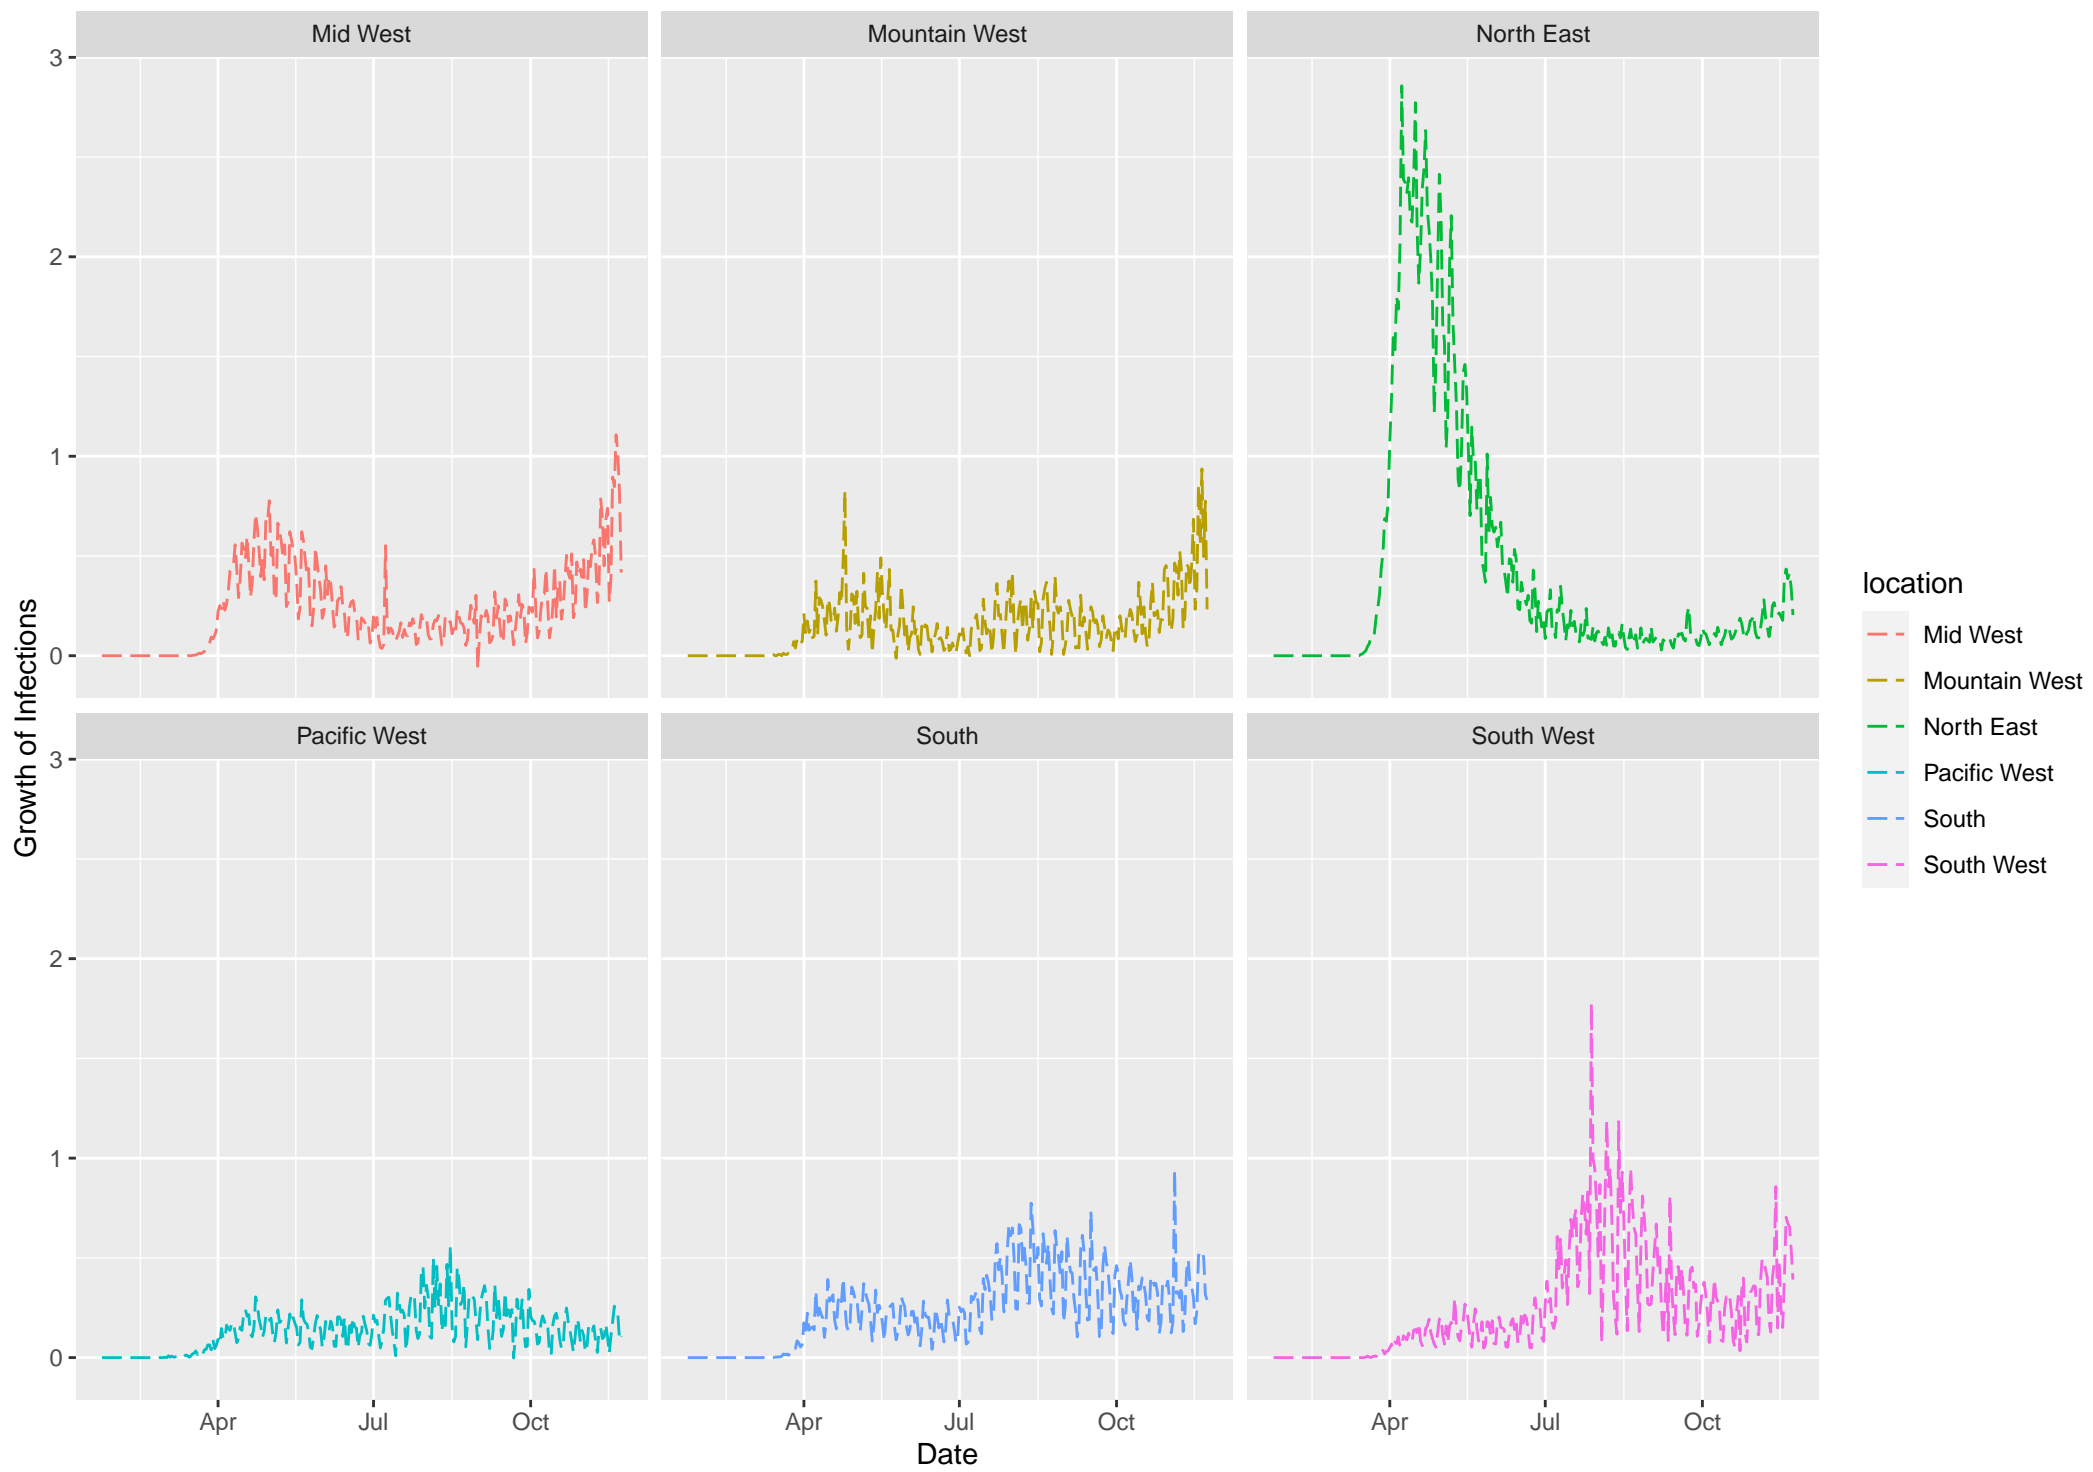 Mid West
Mountain West
North East
3
2
1
0
Pacific West
South
South West
3
2
1
0
Growth of Infections
Apr
Jul
Oct
Apr
Jul
Oct
Apr
Jul
Oct
Date
location
Mid West
Mountain West
North East
Pacific West
South
South West